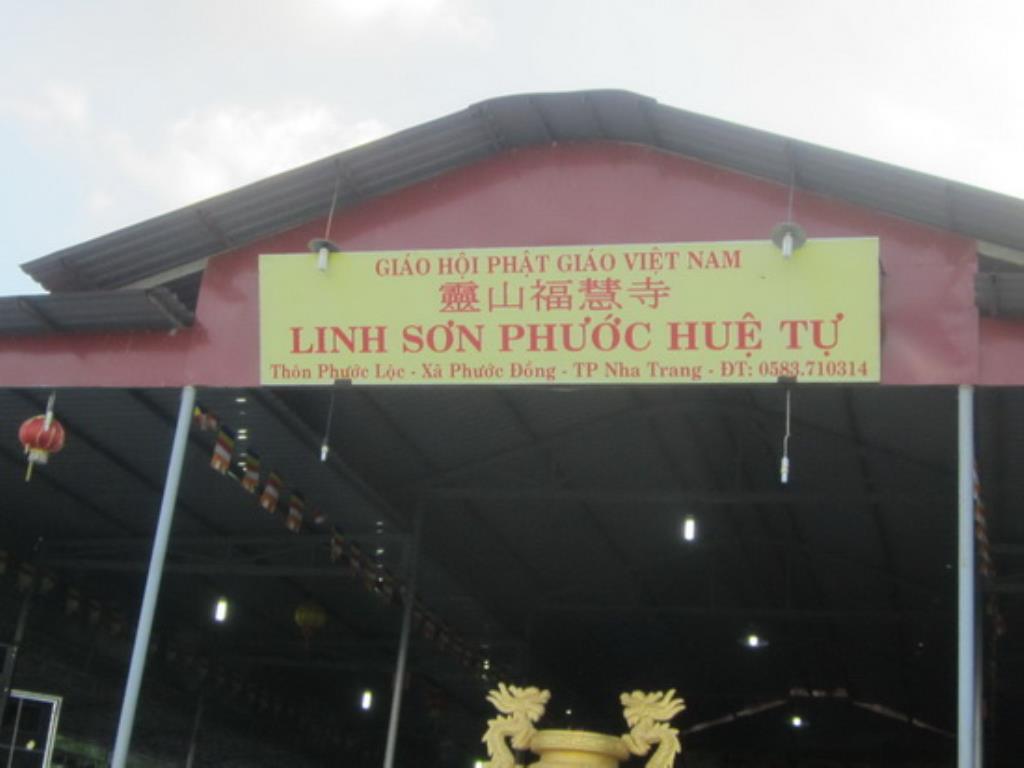 GIÁO HỘI PHẬT GIÁO VIỆT NAM
靈山福慧寺
LINH SƠN PHƯỚC HUỆ TỰ
Thôn Phước Lộc - Xã Phước Đồng - TP Nha Trang - ĐT: 0583.710314